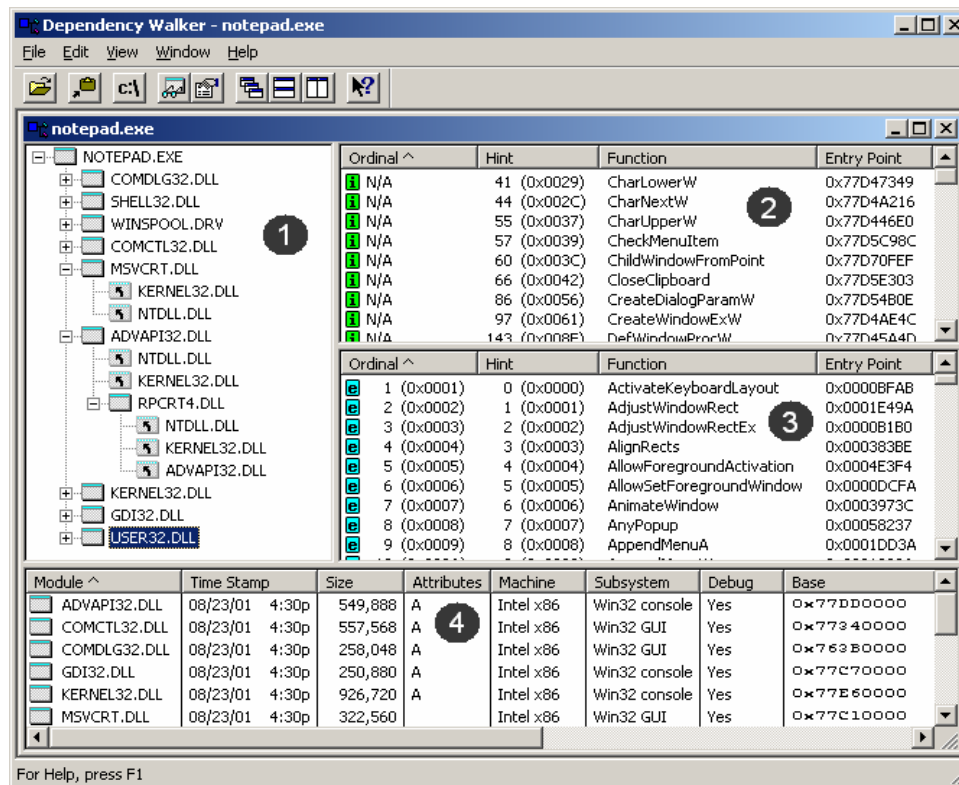 Dependency Walker - notepad.exe
File Edit View Window Help
c:\
notepad.exe
NOTEPAD.EXE
COMDLG32.DLL
SHELL32.DLL
WINSPOOL.DRV
COMCTL32.DLL
MSVCRT.DLL
KERNEL32.DLL
NTDLL.DLL
ADVAPI32.DLL
NTDLL.DLL
KERNEL32.DLL
RPCRT4.DLL
NTDLL.DLL
KERNEL32.DLL
ADVAPI32.DLL
KERNEL32.DLL
GDI32.DLL
USER32.DLL
1
Ordinal ^ Hint Function Entry Point
N/A 41 (0x0029) CharLowerW 0x77D47349
N/A 44 (0x002C) CharNextW 0x77D4A216
N/A 55 (0x0037) CharUpperW 0x77D446E0
N/A 57 (0x0039) CheckMenuItem 0x77D5C98C
N/A 60 (0x003C) ChildWindowFromPoint 0x77D70FEF
N/A 66 (0x0042) CloseClipboard 0x77D5E303
N/A 86 (0x0056) CreateDialogParamW 0x77D54B0E
N/A 97 (0x0061) CreateWindowExW 0x77D4AE4C
N/A 143 (0x008F) DefWindowProcW 0x77D45A4D
2
Ordinal ^ Hint Function Entry Point
1 (0x0001) 0 (0x0000) ActivateKeyboardLayout 0x0000BFAB
2 (0x0002) 1 (0x0001) AdjustWindowRect 0x0001E49A
3 (0x0003) 2 (0x0002) AdjustWindowRectEx 0x0000B1B0
4 (0x0004) 3 (0x0003) AlignRects 0x000383BE
5 (0x0005) 4 (0x0004) AllowForegroundActivation 0x0004E3F4
6 (0x0006) 5 (0x0005) AllowSetForegroundWindow 0x0000DCFA
7 (0x0007) 6 (0x0006) AnimateWindow 0x0003973C
8 (0x0008) 7 (0x0007) AnyPopup 0x00058237
9 (0x0009) 8 (0x0008) AppendMenuA 0x0001DD3A
3
Module ^ Time Stamp Size Attributes Machine Subsystem Debug Base
ADVAPI32.DLL 08/23/01 4:30p 549,888 A Intel x86 Win32 console Yes 0x77DD0000
COMCTL32.DLL 08/23/01 4:30p 557,568 A Intel x86 Win32 GUI Yes 0x77340000
COMDLG32.DLL 08/23/01 4:30p 258,048 A Intel x86 Win32 GUI Yes 0x763B0000
GDI32.DLL 08/23/01 4:30p 250,880 A Intel x86 Win32 console Yes 0x77C70000
KERNEL32.DLL 08/23/01 4:30p 926,720 A Intel x86 Win32 console Yes 0x77E60000
MSVCRT.DLL 08/23/01 4:30p 322,560 Intel x86 Win32 GUI Yes 0x77C10000
4
For Help, press F1